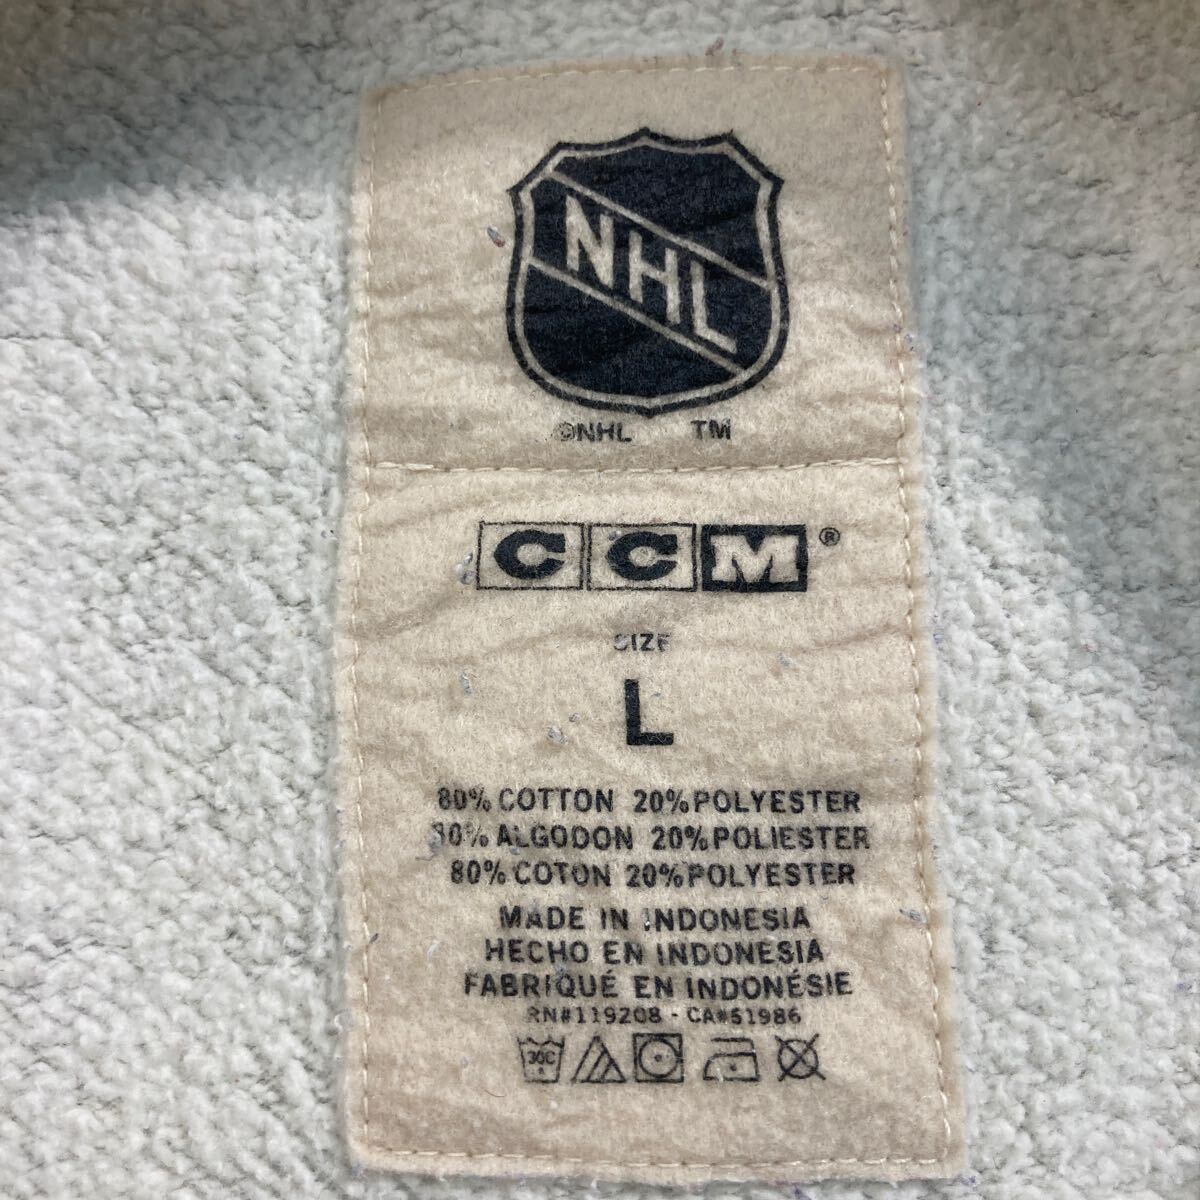 NHL
©NHL TM
CCM®
SIZE
L
80% COTTON 20% POLYESTER
80% ALGODON 20% POLIESTER
80% COTON 20% POLYESTER
MADE IN INDONESIA
HECHO EN INDONESIA
FABRIQUÉ EN INDONÉSIE
RN#119208 - CA#51986
30C